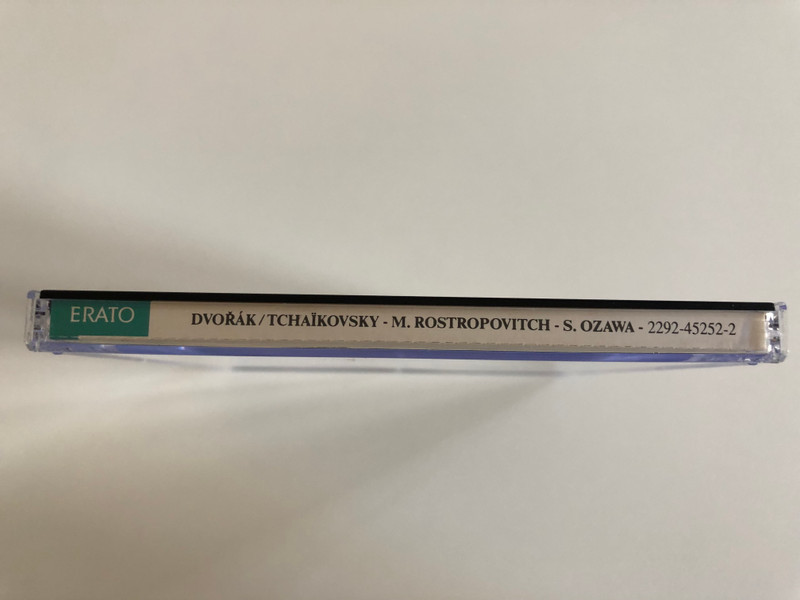 ERATO
DVOŘÁK / TCHAÏKOVSKY - M. ROSTROPOVITCH - S. OZAWA - 2292-45252-2